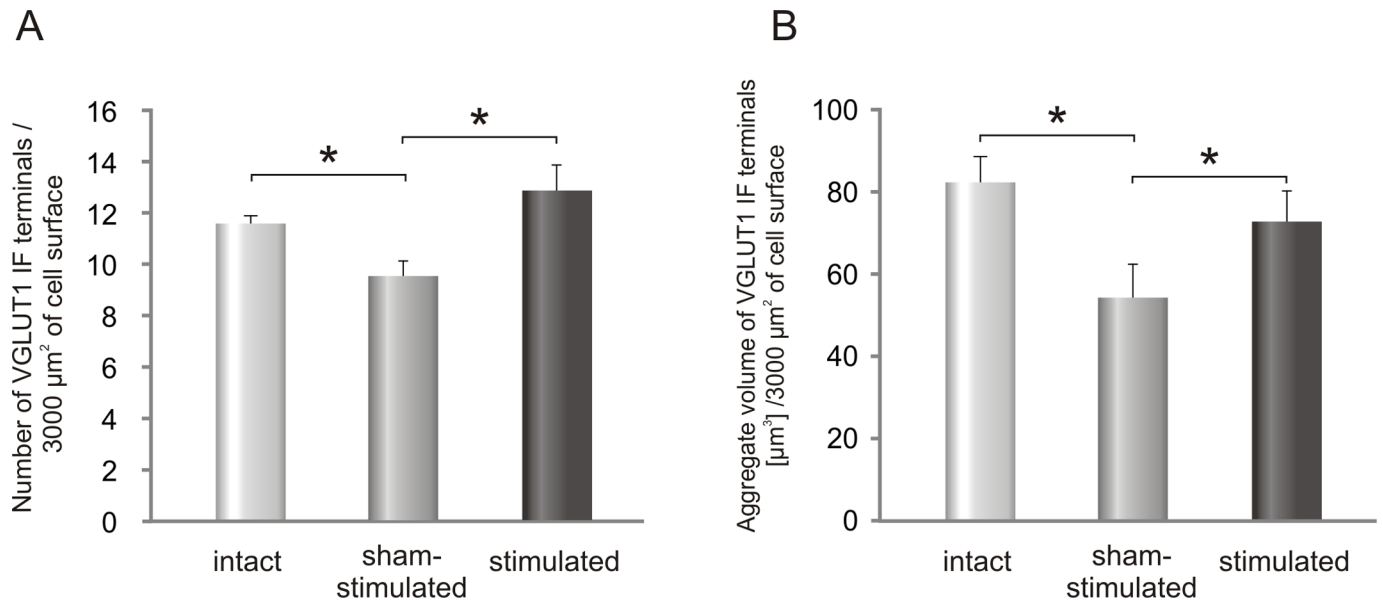 A
Number of VGLUT1 IF terminals /
3000 µm² of cell surface
16
14
12
10
8
6
4
2
0
*
*
intact
sham-
stimulated
stimulated
B
Aggregate volume of VGLUT1 IF terminals
[µm³] /3000 µm² of cell surface
100
80
60
40
20
0
*
*
intact
sham-
stimulated
stimulated